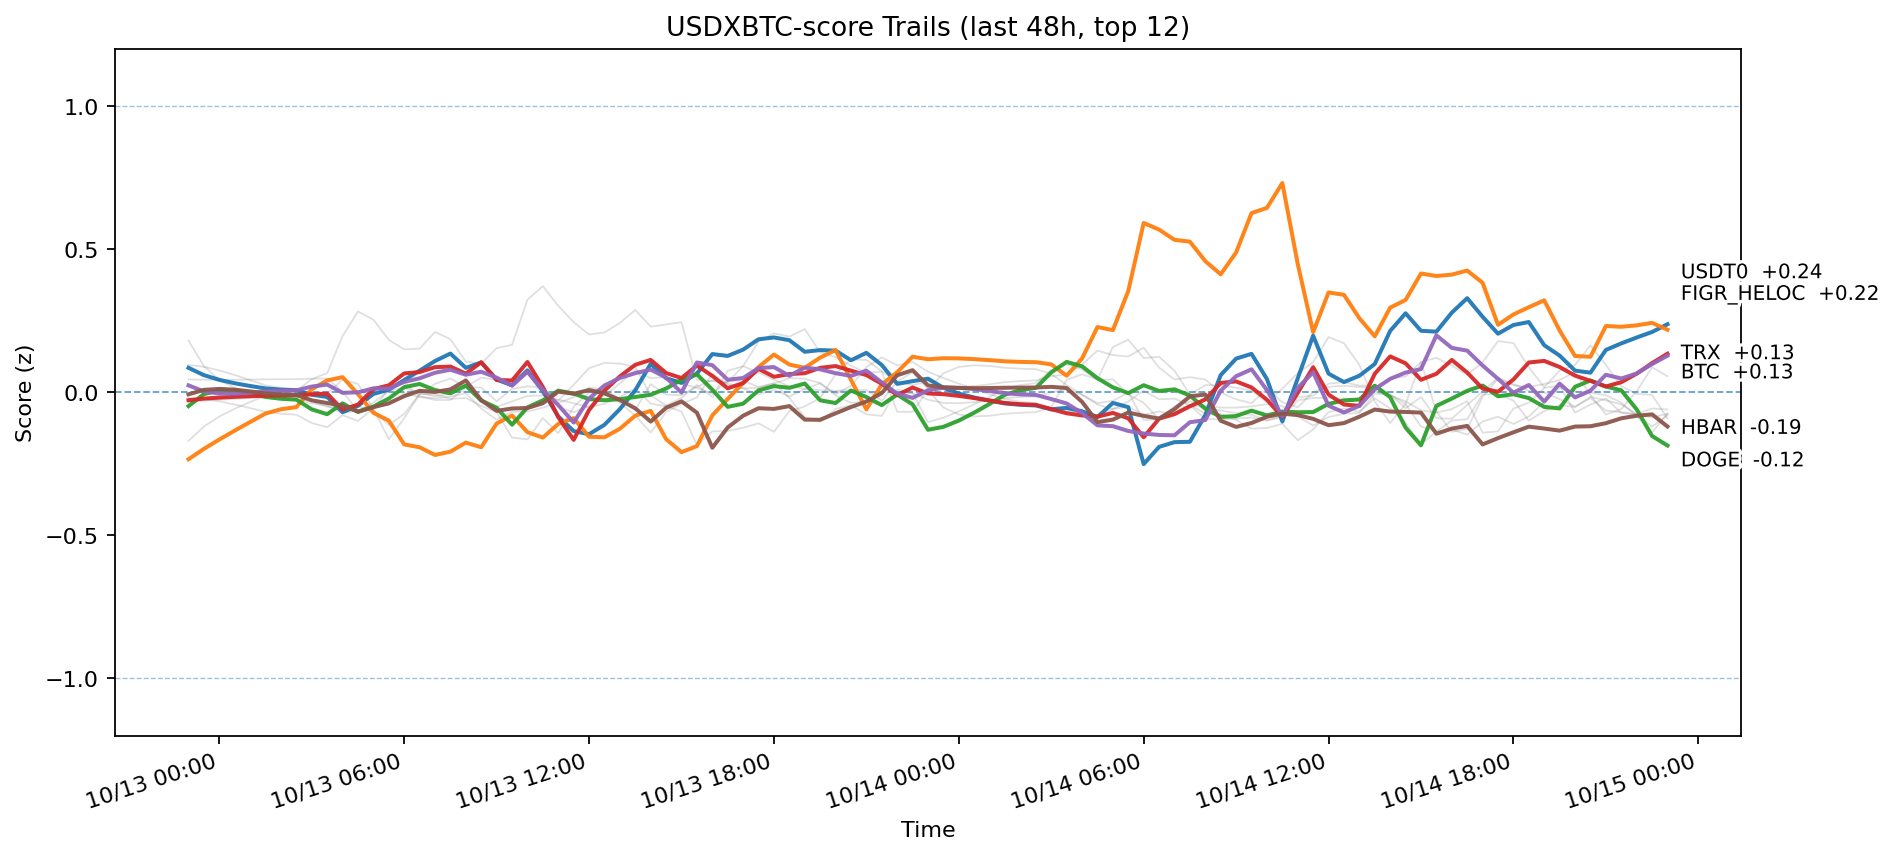 USDXBTC-score Trails (last 48h, top 12)
Score (z)
1.0
0.5
0.0
−0.5
−1.0
USDT0 +0.24
FIGR_HELOC +0.22
TRX +0.13
BTC +0.13
HBAR -0.19
DOGE -0.12
10/13 00:00
10/13 06:00
10/13 12:00
10/13 18:00
10/14 00:00
10/14 06:00
10/14 12:00
10/14 18:00
10/15 00:00
Time